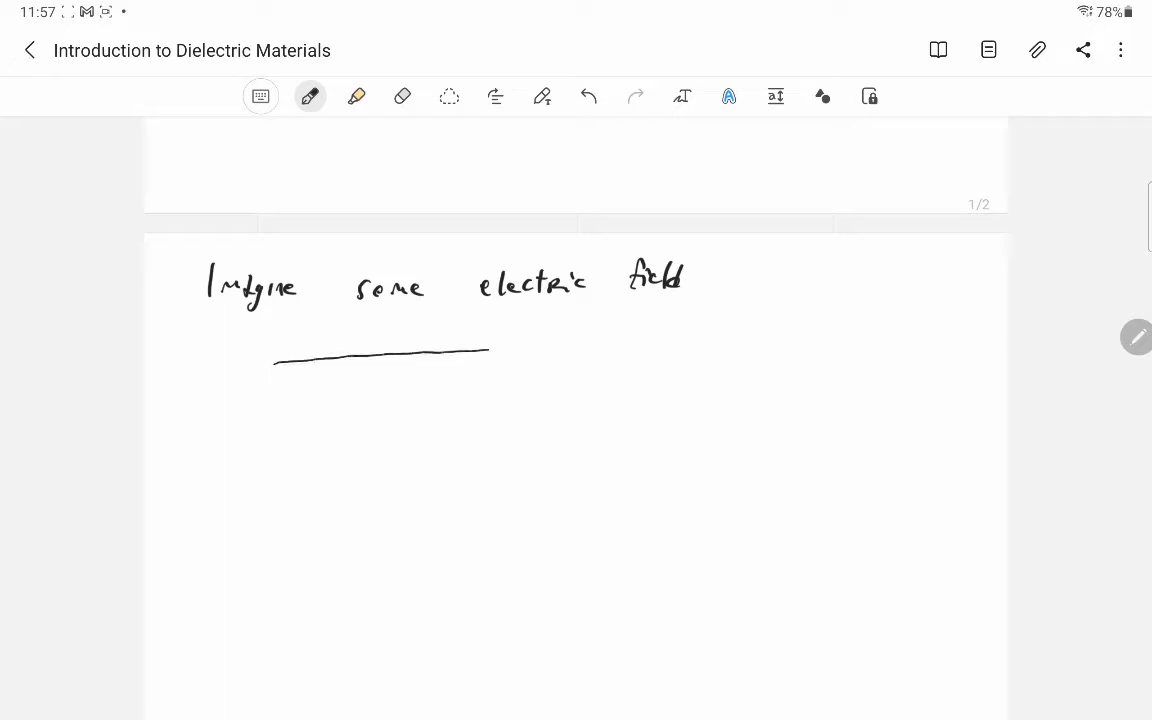 11:57 78%
Introduction to Dielectric Materials
1/2
Imagine some electric field